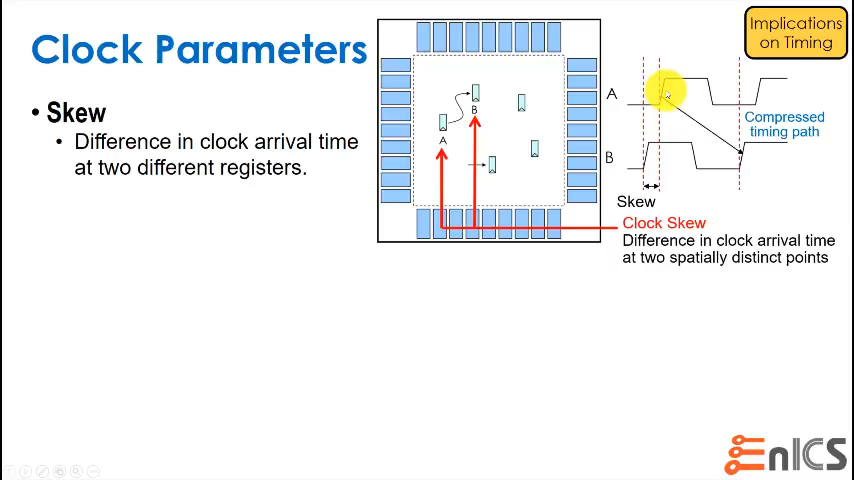 Clock Parameters
Implications
on Timing
• Skew
• Difference in clock arrival time
at two different registers.
B
A
A
Compressed
timing path
B
Skew
Clock Skew
Difference in clock arrival time
at two spatially distinct points
EnICS